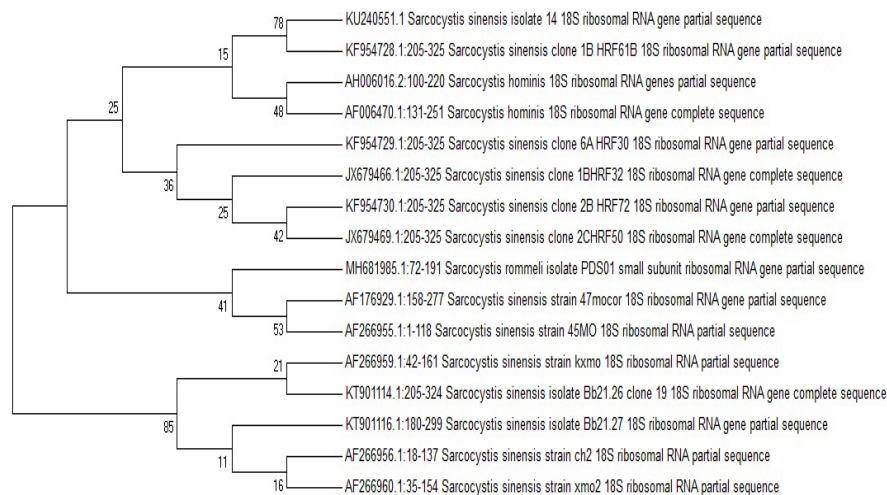 KU240551.1 Sarcocystis sinensis isolate 14 18S ribosomal RNA gene partial sequence
78
KF954728.1:205-325 Sarcocystis sinensis clone 1B HRF61B 18S ribosomal RNA gene partial sequence
15
AH006016.2:100-220 Sarcocystis hominis 18S ribosomal RNA genes partial sequence
48
AF006470.1:131-251 Sarcocystis hominis 18S ribosomal RNA gene complete sequence
25
KF954729.1:205-325 Sarcocystis sinensis clone 6A HRF30 18S ribosomal RNA gene partial sequence
36
JX679466.1:205-325 Sarcocystis sinensis clone 1BHRF32 18S ribosomal RNA gene complete sequence
25
KF954730.1:205-325 Sarcocystis sinensis clone 2B HRF72 18S ribosomal RNA gene partial sequence
42
JX679469.1:205-325 Sarcocystis sinensis clone 2CHRF50 18S ribosomal RNA gene complete sequence
MH681985.1:72-191 Sarcocystis rommeli isolate PDS01 small subunit ribosomal RNA gene partial sequence
41
AF176929.1:158-277 Sarcocystis sinensis strain 47mocor 18S ribosomal RNA gene partial sequence
53
AF266955.1:1-118 Sarcocystis sinensis strain 45MO 18S ribosomal RNA partial sequence
AF266959.1:42-161 Sarcocystis sinensis strain kxmo 18S ribosomal RNA partial sequence
21
KT901114.1:205-324 Sarcocystis sinensis isolate Bb21.26 clone 19 18S ribosomal RNA gene complete sequence
85
KT901116.1:180-299 Sarcocystis sinensis isolate Bb21.27 18S ribosomal RNA gene partial sequence
11
AF266956.1:18-137 Sarcocystis sinensis strain ch2 18S ribosomal RNA partial sequence
16
AF266960.1:35-154 Sarcocystis sinensis strain xmo2 18S ribosomal RNA partial sequence